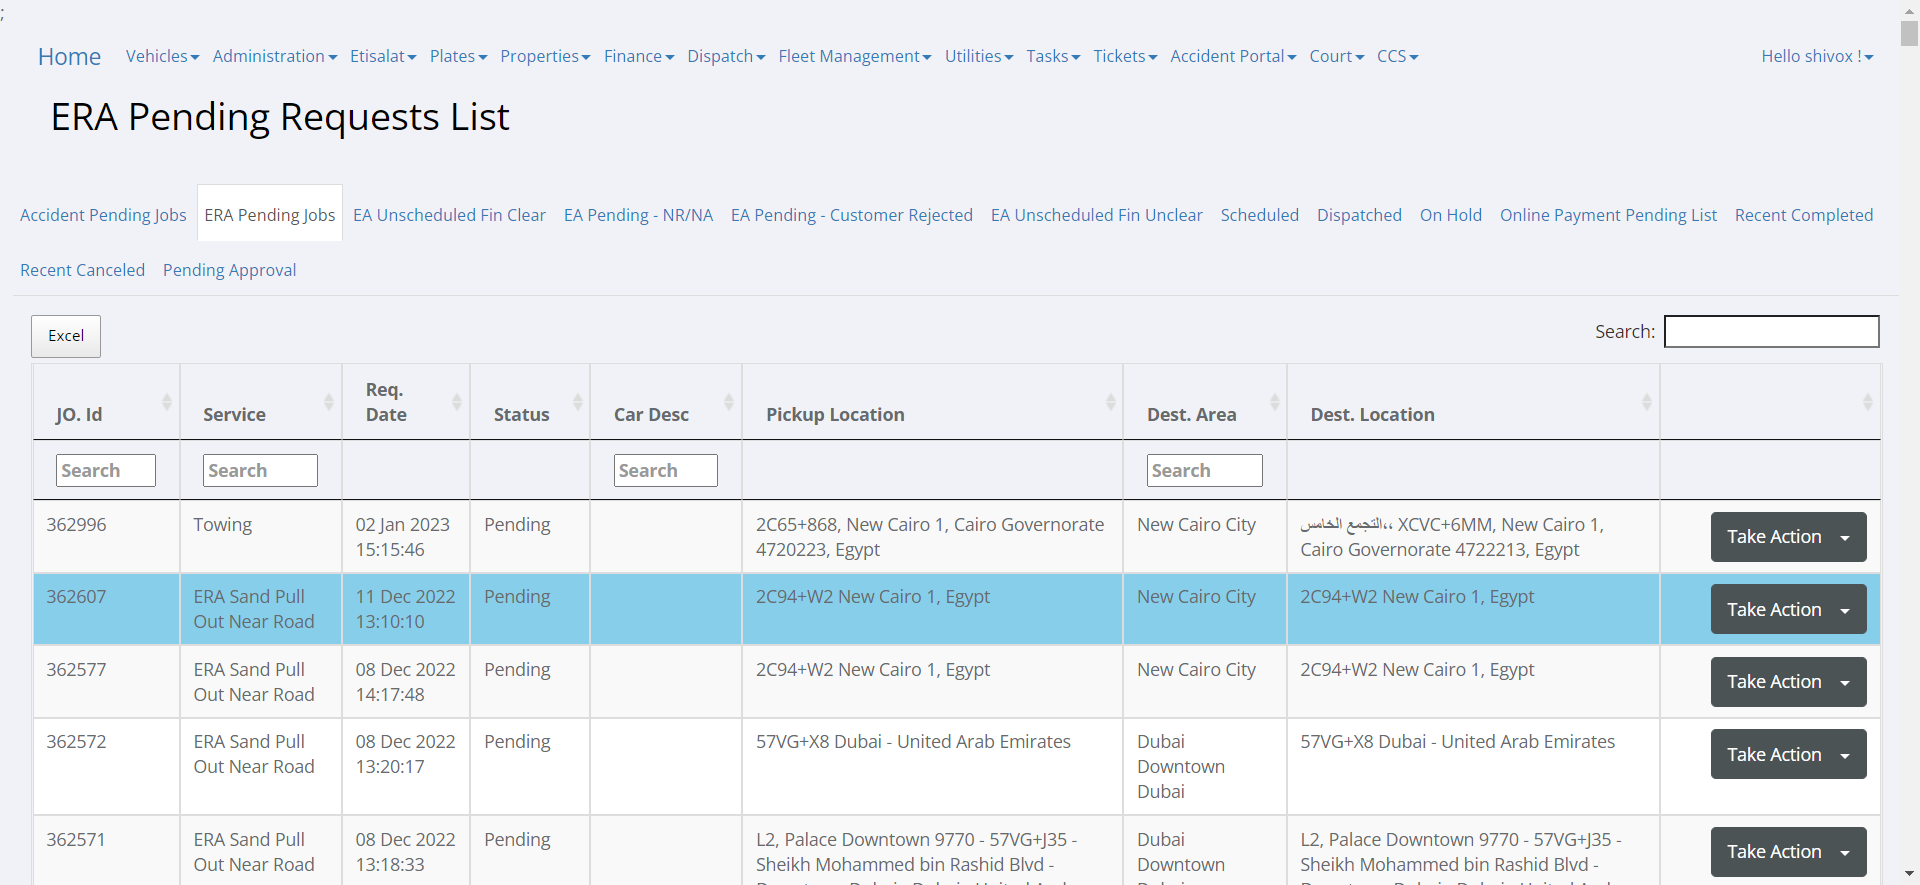 ;
Home Vehicles Administration Etisalat Plates Properties Finance Dispatch Fleet Management Utilities Tasks Tickets Accident Portal Court CCS Hello shivox !
ERA Pending Requests List
Accident Pending Jobs ERA Pending Jobs EA Unscheduled Fin Clear EA Pending - NR/NA EA Pending - Customer Rejected EA Unscheduled Fin Unclear Scheduled Dispatched On Hold Online Payment Pending List Recent Completed
Recent Canceled Pending Approval
Excel Search:
JO. Id Service Req. Date Status Car Desc Pickup Location Dest. Area Dest. Location
Search Search Search Search
362996 Towing 02 Jan 2023 Pending 2C65+868, New Cairo 1, Cairo Governorate New Cairo City التجمع الخامس،، XCVC+6MM, New Cairo 1, Take Action
15:15:46 4720223, Egypt Cairo Governorate 4722213, Egypt
362607 ERA Sand Pull 11 Dec 2022 Pending 2C94+W2 New Cairo 1, Egypt New Cairo City 2C94+W2 New Cairo 1, Egypt Take Action
Out Near Road 13:10:10
362577 ERA Sand Pull 08 Dec 2022 Pending 2C94+W2 New Cairo 1, Egypt New Cairo City 2C94+W2 New Cairo 1, Egypt Take Action
Out Near Road 14:17:48
362572 ERA Sand Pull 08 Dec 2022 Pending 57VG+X8 Dubai - United Arab Emirates Dubai 57VG+X8 Dubai - United Arab Emirates Take Action
Out Near Road 13:20:17 Downtown
Dubai
362571 ERA Sand Pull 08 Dec 2022 Pending L2, Palace Downtown 9770 - 57VG+J35 - Dubai L2, Palace Downtown 9770 - 57VG+J35 - Take Action
Out Near Road 13:18:33 Sheikh Mohammed bin Rashid Blvd - Downtown Sheikh Mohammed bin Rashid Blvd -